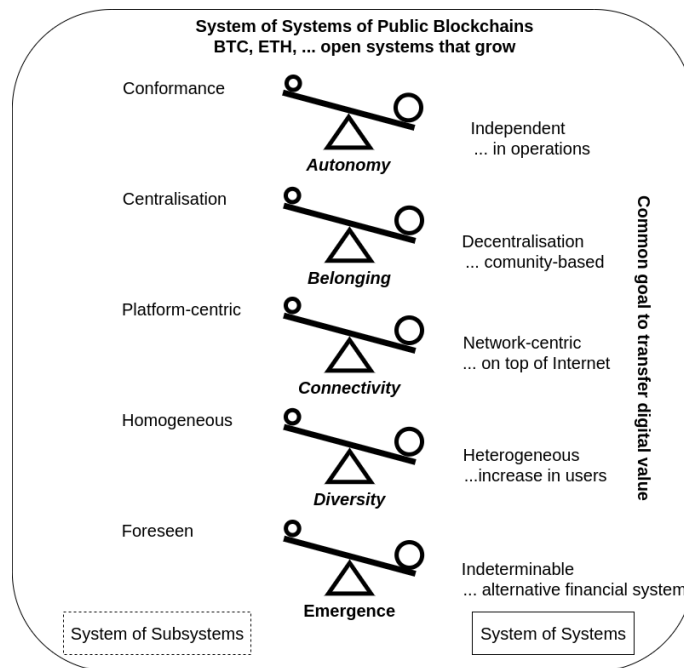 System of Systems of Public Blockchains
BTC, ETH, ... open systems that grow
Conformance
Independent
... in operations
Autonomy
Centralisation
Decentralisation
... comunity-based
Belonging
Platform-centric
Network-centric
... on top of Internet
Connectivity
Homogeneous
Heterogeneous
...increase in users
Diversity
Foreseen
Indeterminable
... alternative financial system
Emergence
Common goal to transfer digital value
System of Subsystems
System of Systems